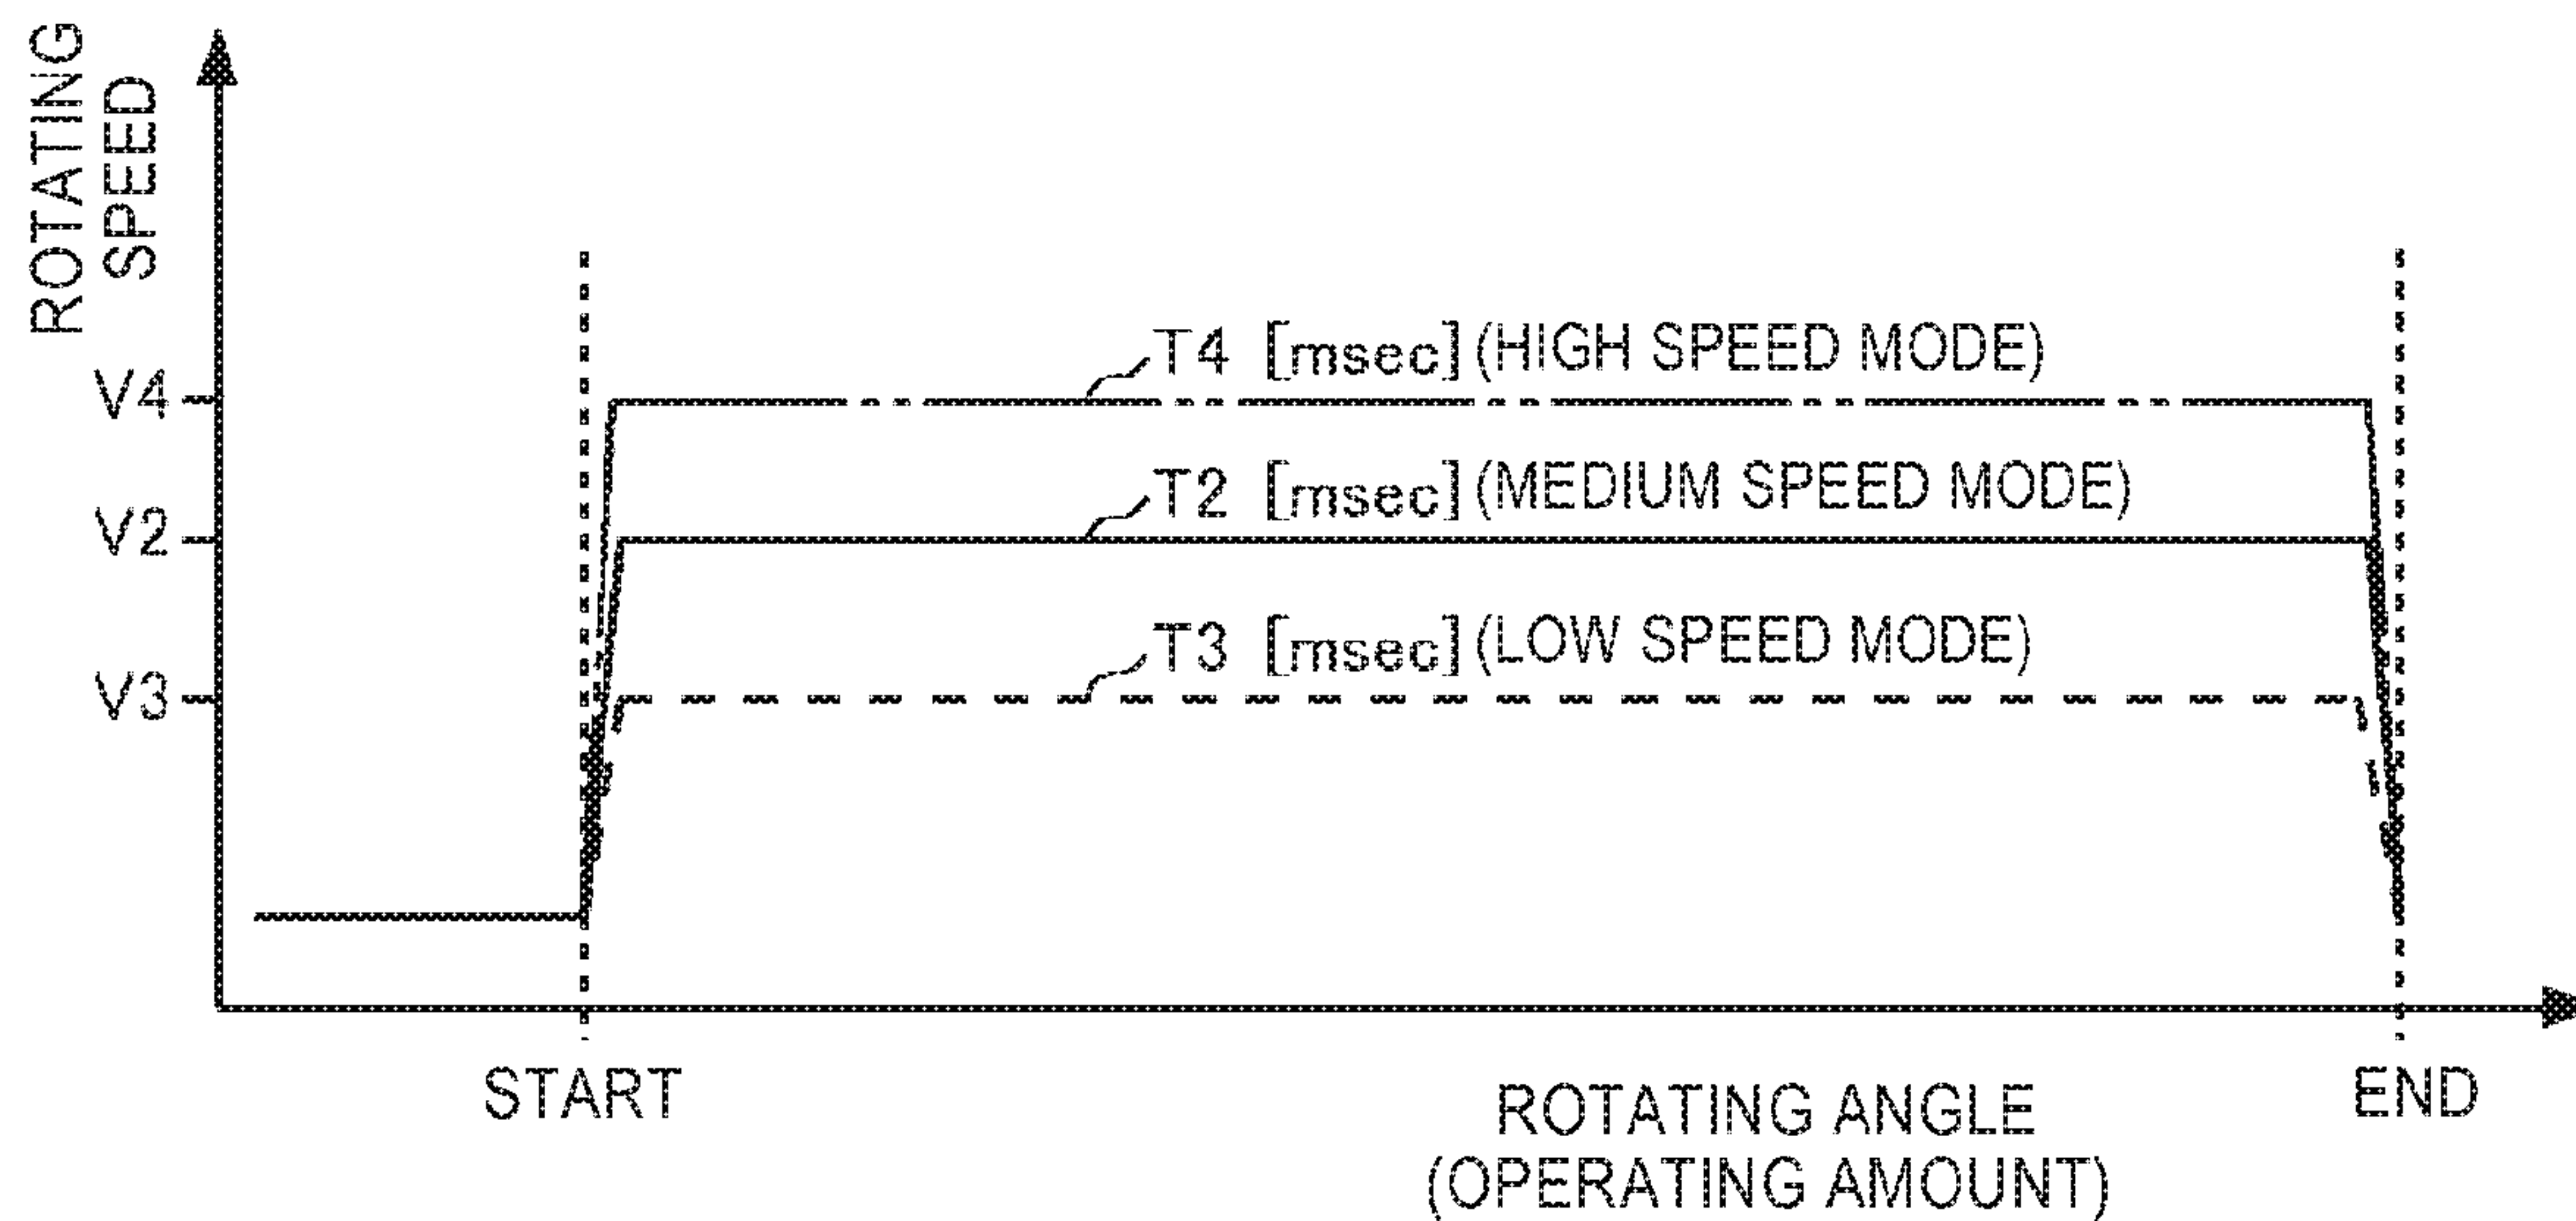 ROTATING
SPEED
V4
V2
V3
T4 [msec] (HIGH SPEED MODE)
T2 [msec] (MEDIUM SPEED MODE)
T3 [msec] (LOW SPEED MODE)
START
ROTATING ANGLE
(OPERATING AMOUNT)
END